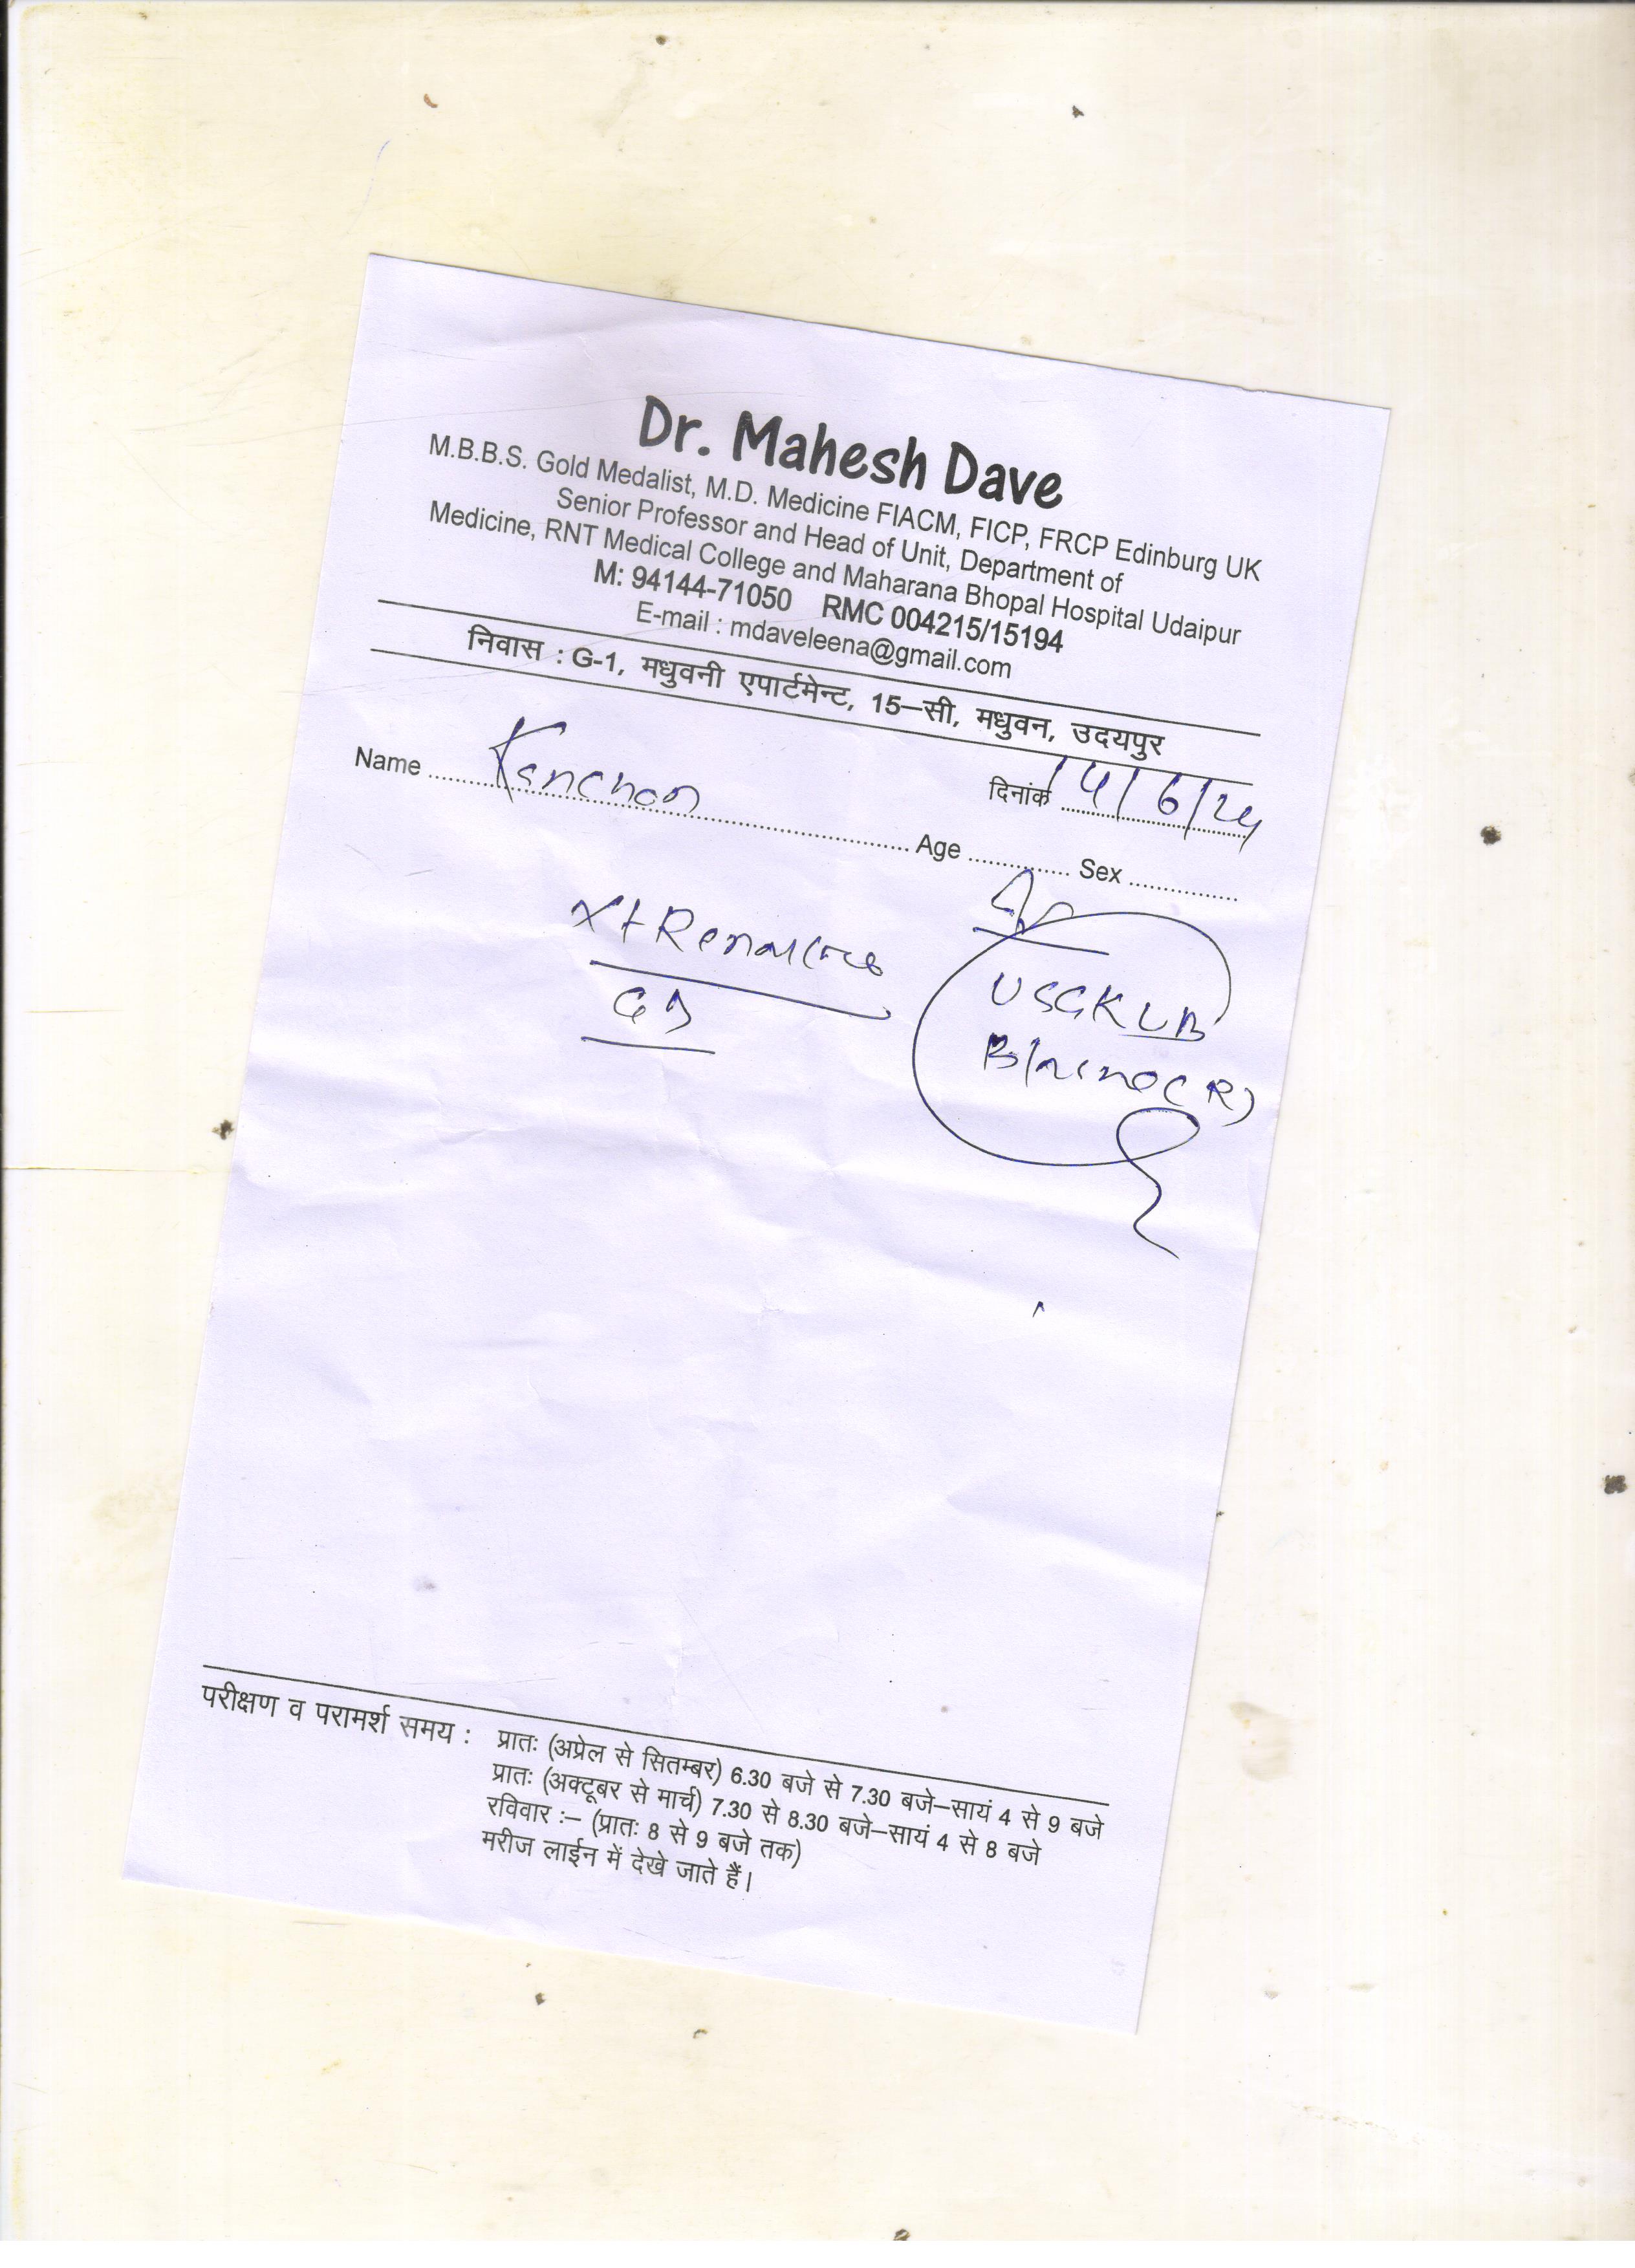 Dr. Mahesh Dave
M.B.B.S. Gold Medalist, M.D. Medicine FIACM, FICP, FRCP Edinburg UK
Senior Professor and Head of Unit, Department of
Medicine, RNT Medical College and Maharana Bhopal Hospital Udaipur
M: 94144-71050 RMC 004215/15194
E-mail : mdaveleena@gmail.com
निवास : G-1, मधुवनी एपार्टमेन्ट, 15–सी, मधुवन, उदयपुर
दिनांक 14/6/24
Name Kanchan Age Sex
Renal
USG KUB
परीक्षण व परामर्श समय : प्रातः (अप्रेल से सितम्बर) 6.30 बजे से 7.30 बजे–सायं 4 से 9 बजे
प्रातः (अक्टूबर से मार्च) 7.30 से 8.30 बजे–सायं 4 से 8 बजे
रविवार :– (प्रातः 8 से 9 बजे तक)
मरीज लाईन में देखे जाते हैं।